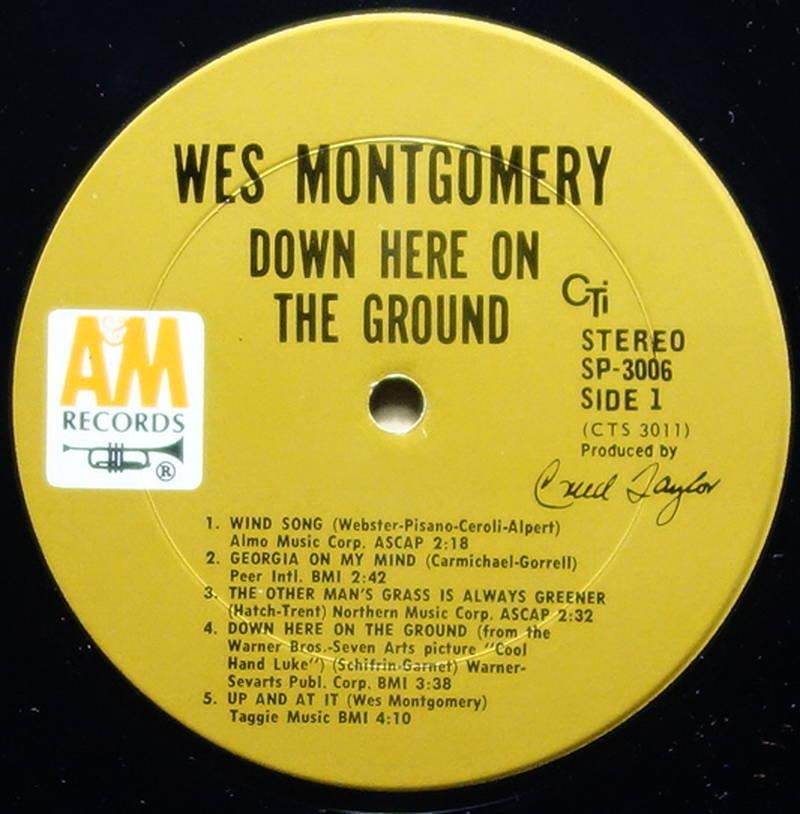 WES MONTGOMERY
DOWN HERE ON
THE GROUND
CTi
A&M
RECORDS
®
STEREO
SP-3006
SIDE 1
(CTS 3011)
Produced by
Creed Taylor
1. WIND SONG (Webster-Pisano-Ceroli-Alpert)
Almo Music Corp. ASCAP 2:18
2. GEORGIA ON MY MIND (Carmichael-Gorrell)
Peer Intl. BMI 2:42
3. THE OTHER MAN'S GRASS IS ALWAYS GREENER
(Hatch-Trent) Northern Music Corp. ASCAP 2:32
4. DOWN HERE ON THE GROUND (from the
Warner Bros.-Seven Arts picture "Cool
Hand Luke") (Schifrin-Garnet) Warner-
Sevarts Publ. Corp. BMI 3:38
5. UP AND AT IT (Wes Montgomery)
Taggie Music BMI 4:10